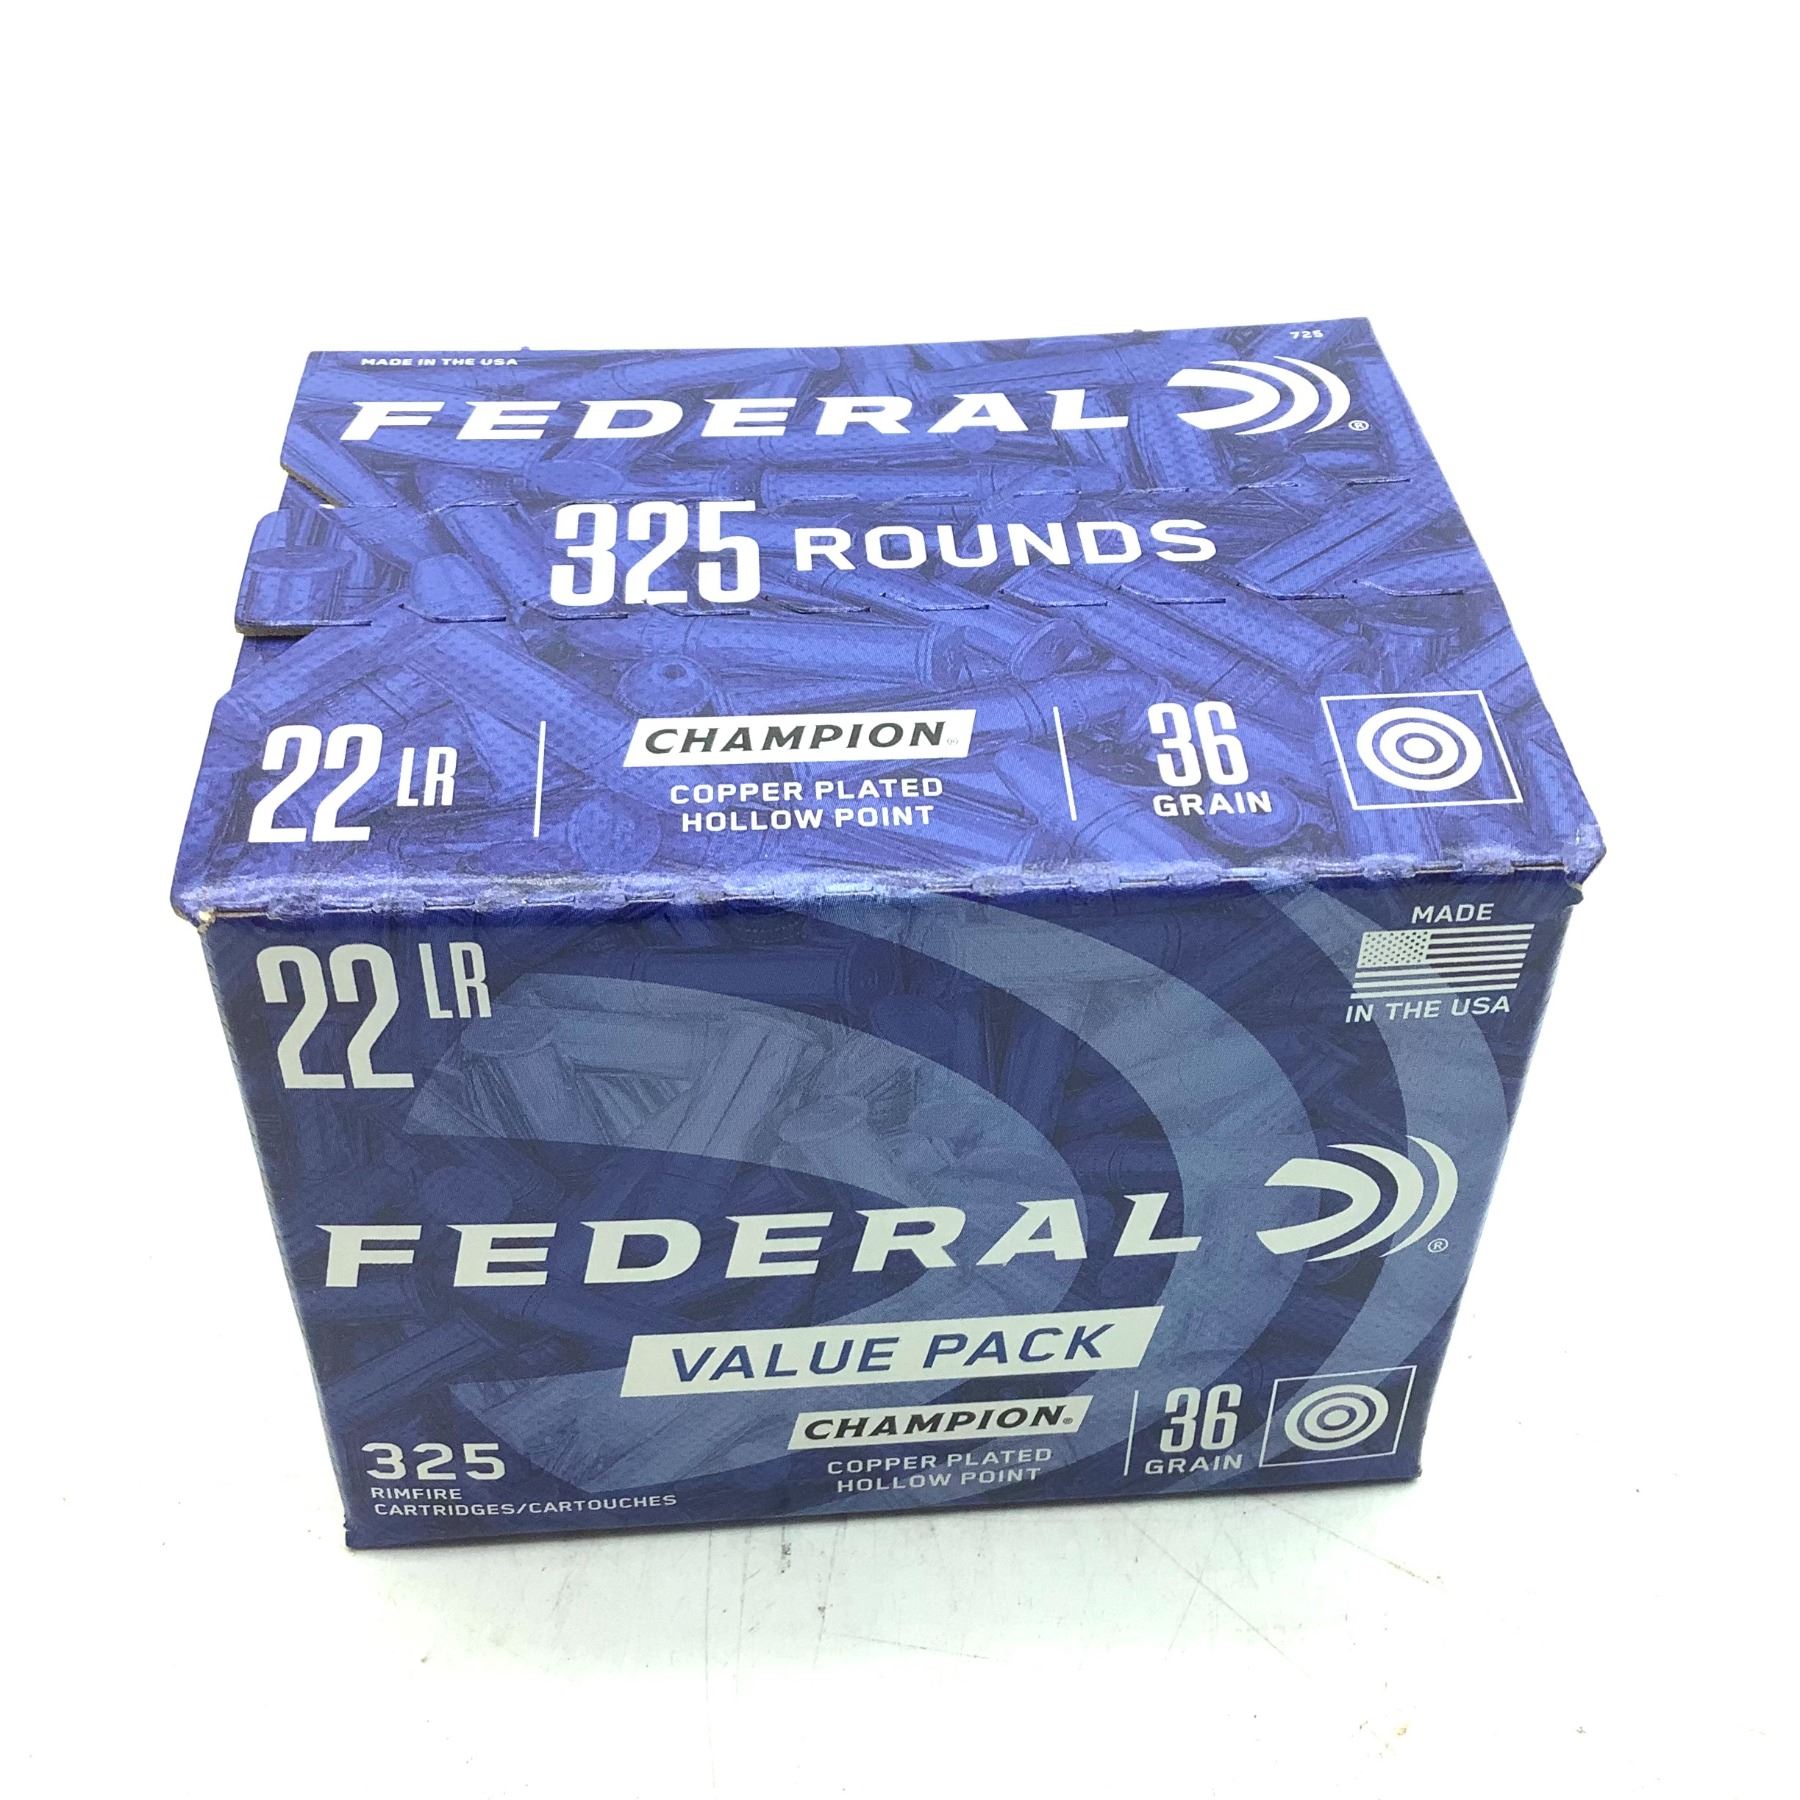 MADE IN THE USA
725
FEDERAL ®
325 ROUNDS
22 LR
CHAMPION
COPPER PLATED
HOLLOW POINT
36
GRAIN
22 LR
MADE
IN THE USA
FEDERAL ®
VALUE PACK
CHAMPION®
COPPER PLATED
HOLLOW POINT
36
GRAIN
325
RIMFIRE
CARTRIDGES/CARTOUCHES